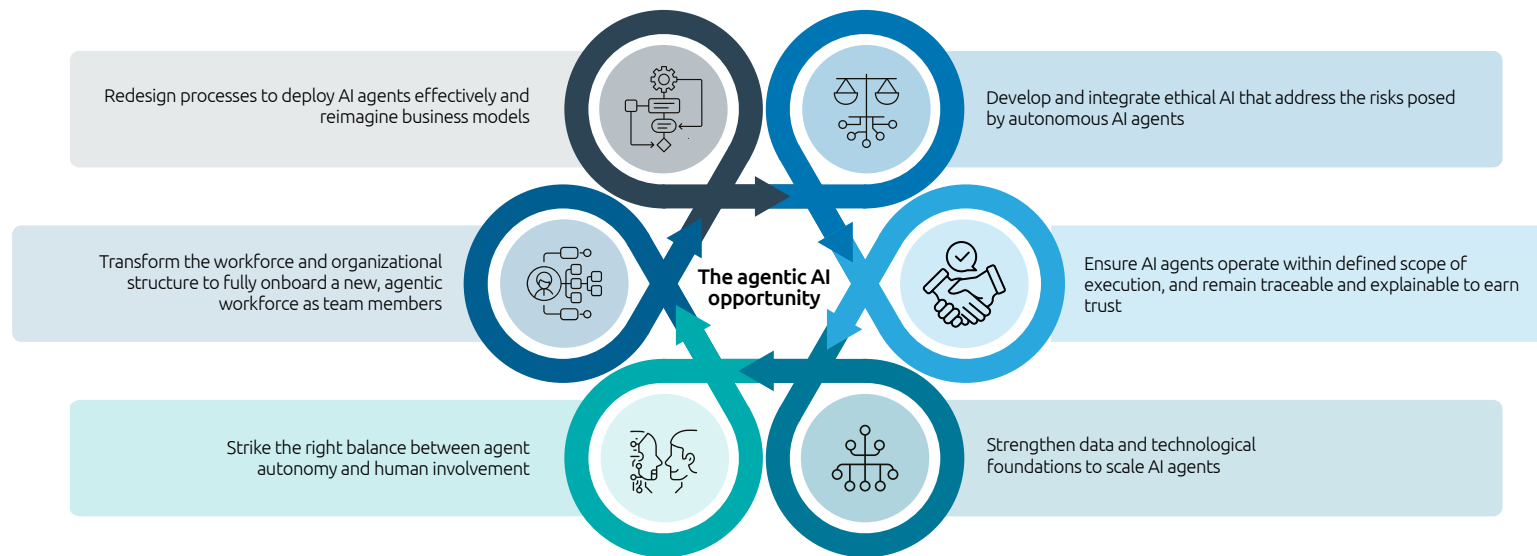 Redesign processes to deploy AI agents effectively and
reimagine business models
Develop and integrate ethical AI that address the risks posed
by autonomous AI agents
Transform the workforce and organizational
structure to fully onboard a new, agentic
workforce as team members
The agentic AI
opportunity
Ensure AI agents operate within defined scope of
execution, and remain traceable and explainable to earn
trust
Strike the right balance between agent
autonomy and human involvement
Strengthen data and technological
foundations to scale AI agents